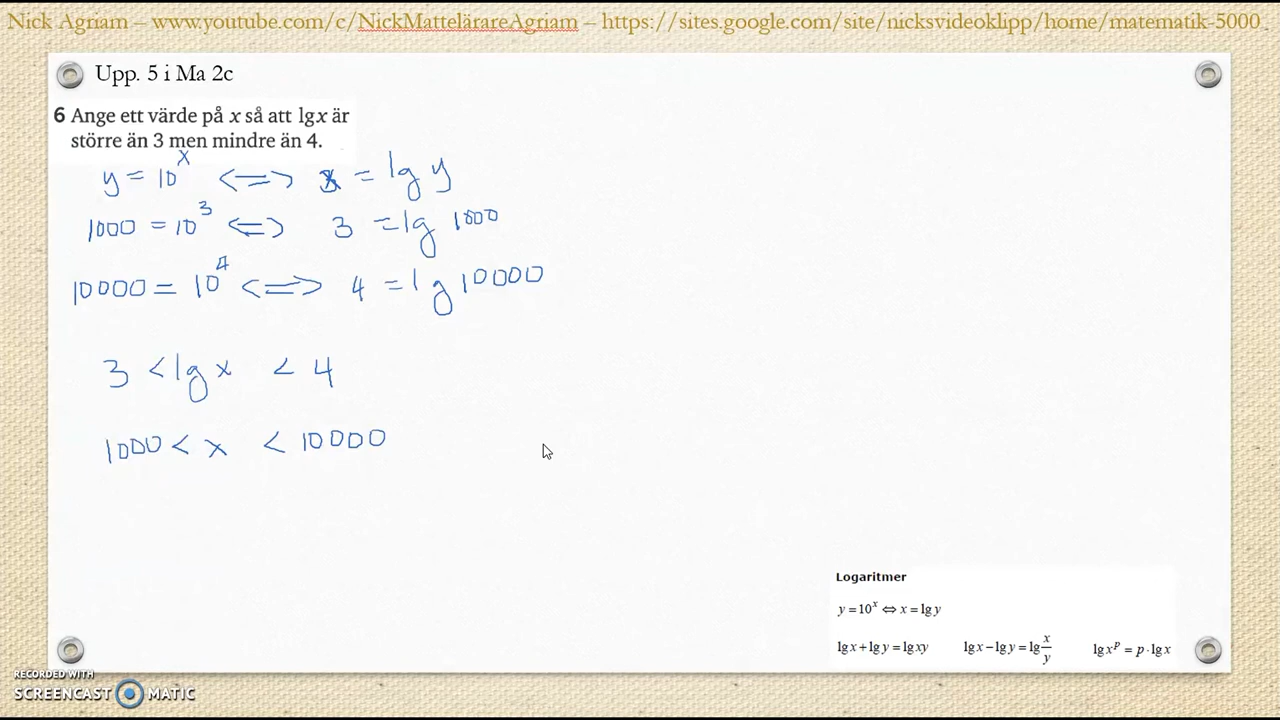 Nick Agriam – www.youtube.com/c/NickMattelärareAgriam – https://sites.google.com/site/nicksvideoklipp/home/matematik-5000
Upp. 5 i Ma 2c
6 Ange ett värde på x så att lg x är
större än 3 men mindre än 4.
y = 10^x <=> x = lg y
1000 = 10^3 <=> 3 = lg 1000
10000 = 10^4 <=> 4 = lg 10000
3 < lg x < 4
1000 < x < 10000
Logaritmer
y = 10^x ⇔ x = lg y
lg x + lg y = lg xy lg x − lg y = lg x/y lg x^p = p · lg x
RECORDED WITH
SCREENCAST MATIC